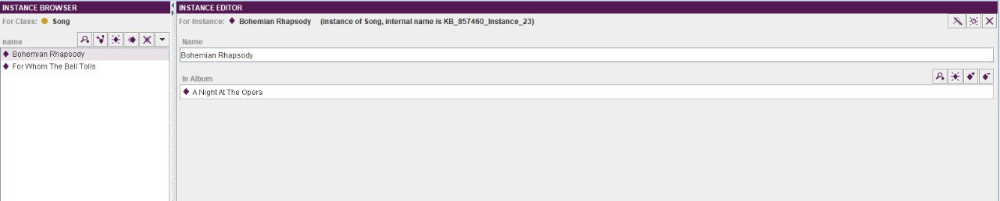 INSTANCE BROWSER
For Class: Song
name
Bohemian Rhapsody
For Whom The Bell Tolls
INSTANCE EDITOR
For Instance: Bohemian Rhapsody (instance of Song, internal name is KB_857460_Instance_23)
Name
Bohemian Rhapsody
In Album
A Night At The Opera